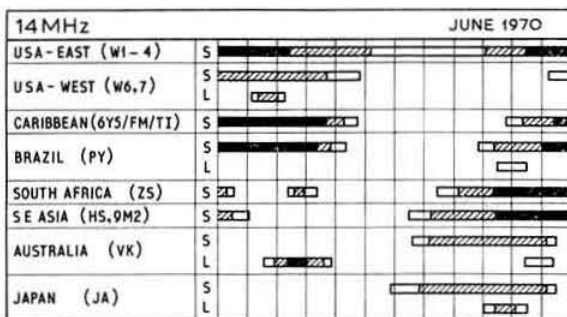 14MHz JUNE 1970
USA-EAST (W1-4) S
USA-WEST (W6,7) S
L
CARIBBEAN(6Y5/FM/TI) S
BRAZIL (PY) S
L
SOUTH AFRICA (ZS) S
S E ASIA (HS,9M2) S
AUSTRALIA (VK) S
L
JAPAN (JA) S
L